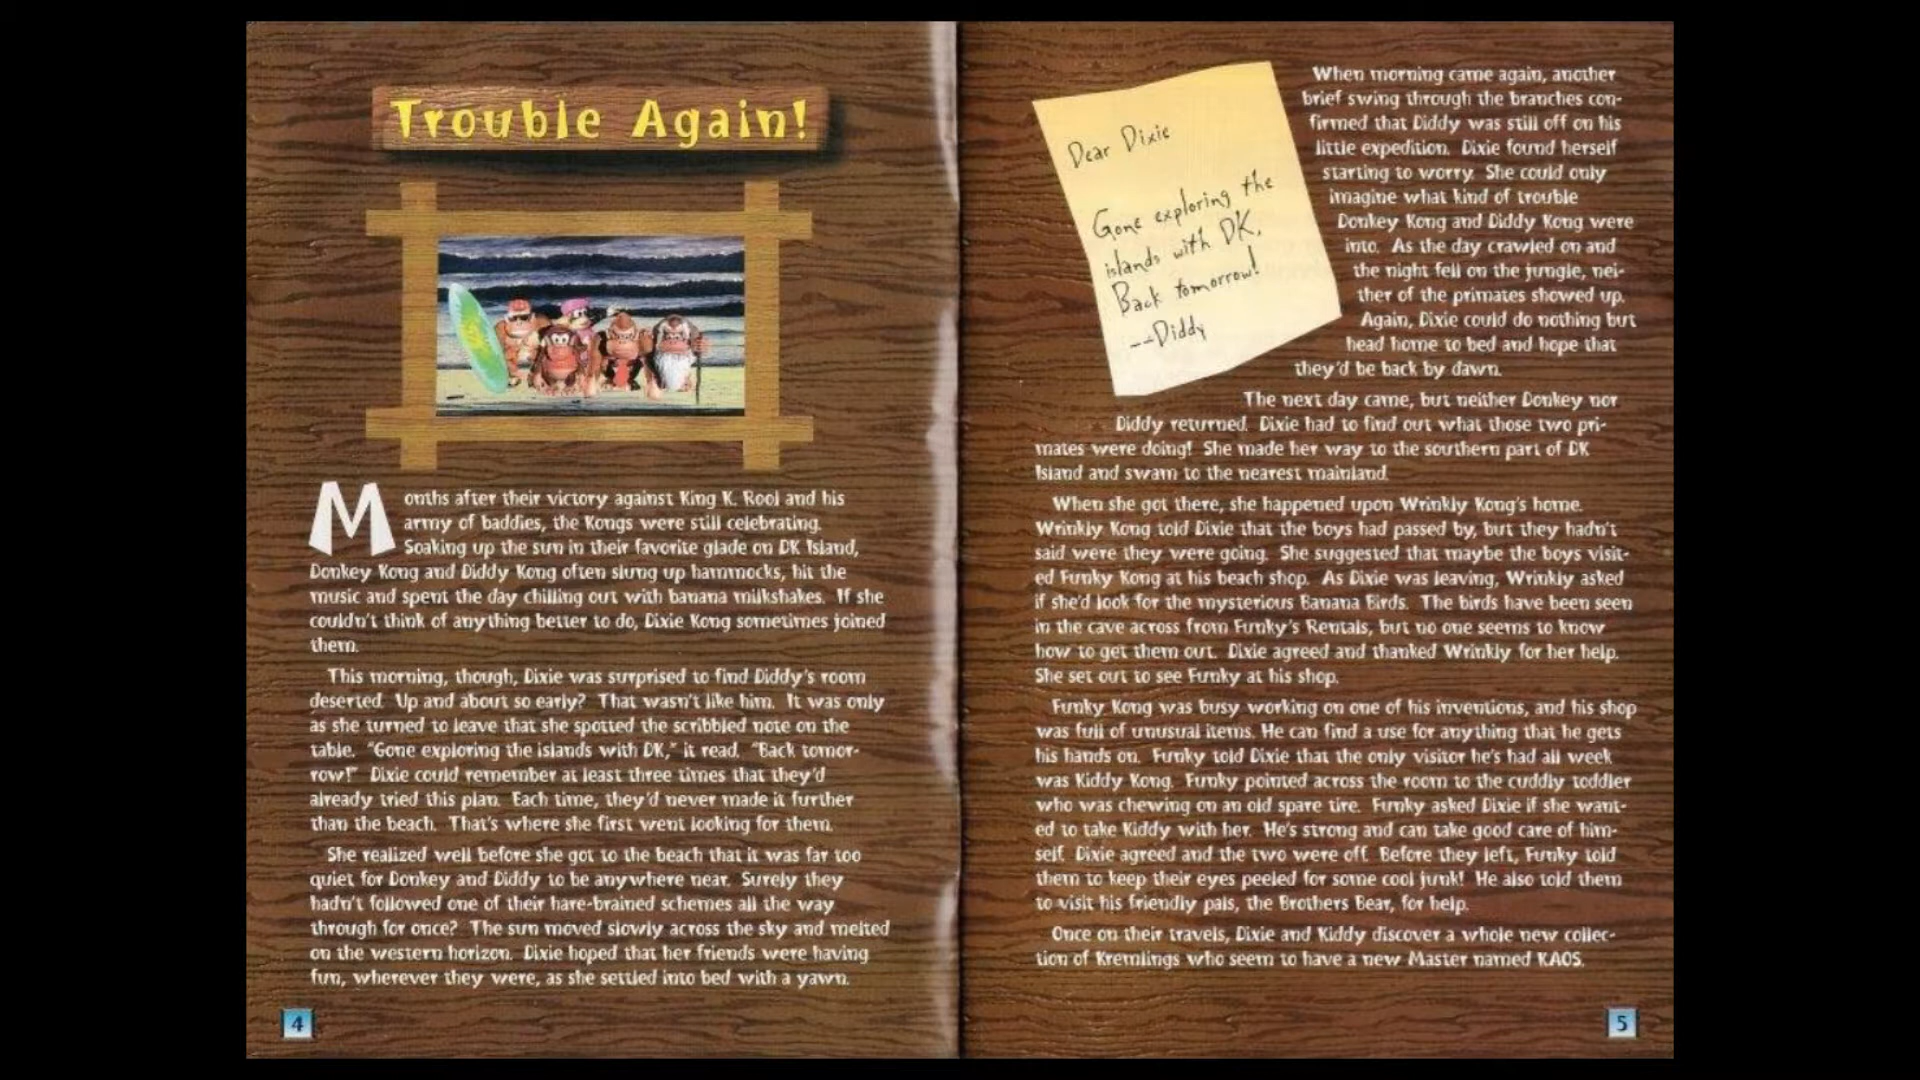 Trouble Again!
Months after their victory against King K. Rool and his
army of baddies, the Kongs were still celebrating.
Soaking up the sun in their favorite glade on DK Island,
Donkey Kong and Diddy Kong often slung up hammocks, hit the
music and spent the day chilling out with banana milkshakes. If she
couldn't think of anything better to do, Dixie Kong sometimes joined
them.
This morning, though, Dixie was surprised to find Diddy's room
deserted. Up and about so early? That wasn't like him. It was only
as she turned to leave that she spotted the scribbled note on the
table. "Gone exploring the islands with DK," it read. "Back tomor-
row!" Dixie could remember at least three times that they'd
already tried this plan. Each time, they'd never made it further
than the beach. That's where she first went looking for them.
She realized well before she got to the beach that it was far too
quiet for Donkey and Diddy to be anywhere near. Surely they
hadn't followed one of their hare-brained schemes all the way
through for once? The sun moved slowly across the sky and melted
on the western horizon. Dixie hoped that her friends were having
fun, wherever they were, as she settled into bed with a yawn.
4
Dear Dixie
Gone exploring the
islands with DK.
Back tomorrow!
--Diddy
When morning came again, another
brief swing through the branches con-
firmed that Diddy was still off on his
little expedition. Dixie found herself
starting to worry. She could only
imagine what kind of trouble
Donkey Kong and Diddy Kong were
into. As the day crawled on and
the night fell on the jungle, nei-
ther of the primates showed up.
Again, Dixie could do nothing but
head home to bed and hope that
they'd be back by dawn.
The next day came, but neither Donkey nor
Diddy returned. Dixie had to find out what those two pri-
mates were doing! She made her way to the southern part of DK
Island and swam to the nearest mainland.
When she got there, she happened upon Wrinkly Kong's home.
Wrinkly Kong told Dixie that the boys had passed by, but they hadn't
said were they were going. She suggested that maybe the boys visit-
ed Funky Kong at his beach shop. As Dixie was leaving, Wrinkly asked
if she'd look for the mysterious Banana Birds. The birds have been seen
in the cave across from Funky's Rentals, but no one seems to know
how to get them out. Dixie agreed and thanked Wrinkly for her help.
She set out to see Funky at his shop.
Funky Kong was busy working on one of his inventions, and his shop
was full of unusual items. He can find a use for anything that he gets
his hands on. Funky told Dixie that the only visitor he's had all week
was Kiddy Kong. Funky pointed across the room to the cuddly toddler
who was chewing on an old spare tire. Funky asked Dixie if she want-
ed to take Kiddy with her. He's strong and can take good care of him-
self. Dixie agreed and the two were off. Before they left, Funky told
them to keep their eyes peeled for some cool junk! He also told them
to visit his friendly pals, the Brothers Bear, for help.
Once on their travels, Dixie and Kiddy discover a whole new collec-
tion of Kremlings who seem to have a new Master named KAOS.
5